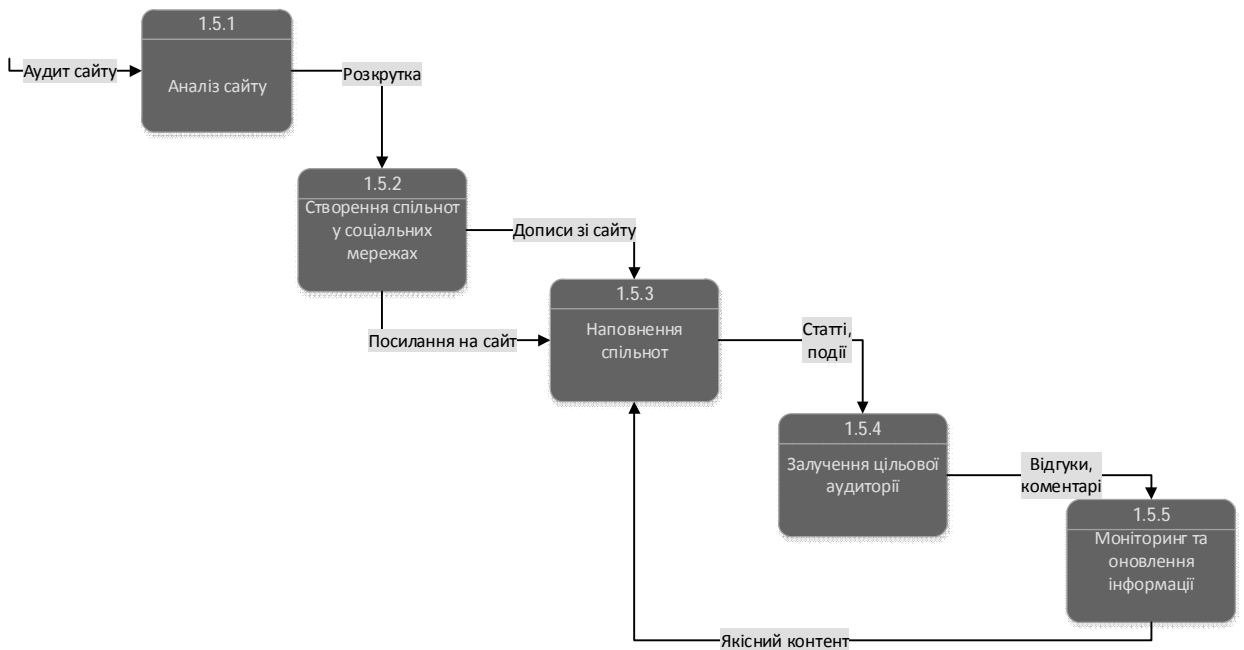 1.5.1
Аудит сайту
Аналіз сайту
Розкрутка
1.5.2
Створення спільнот
у соціальних
мережах
Дописи зі сайту
Посилання на сайт
1.5.3
Наповнення
спільнот
Статті,
події
1.5.4
Залучення цільової
аудиторії
Відгуки,
коментарі
1.5.5
Моніторинг та
оновлення
інформації
Якісний контент